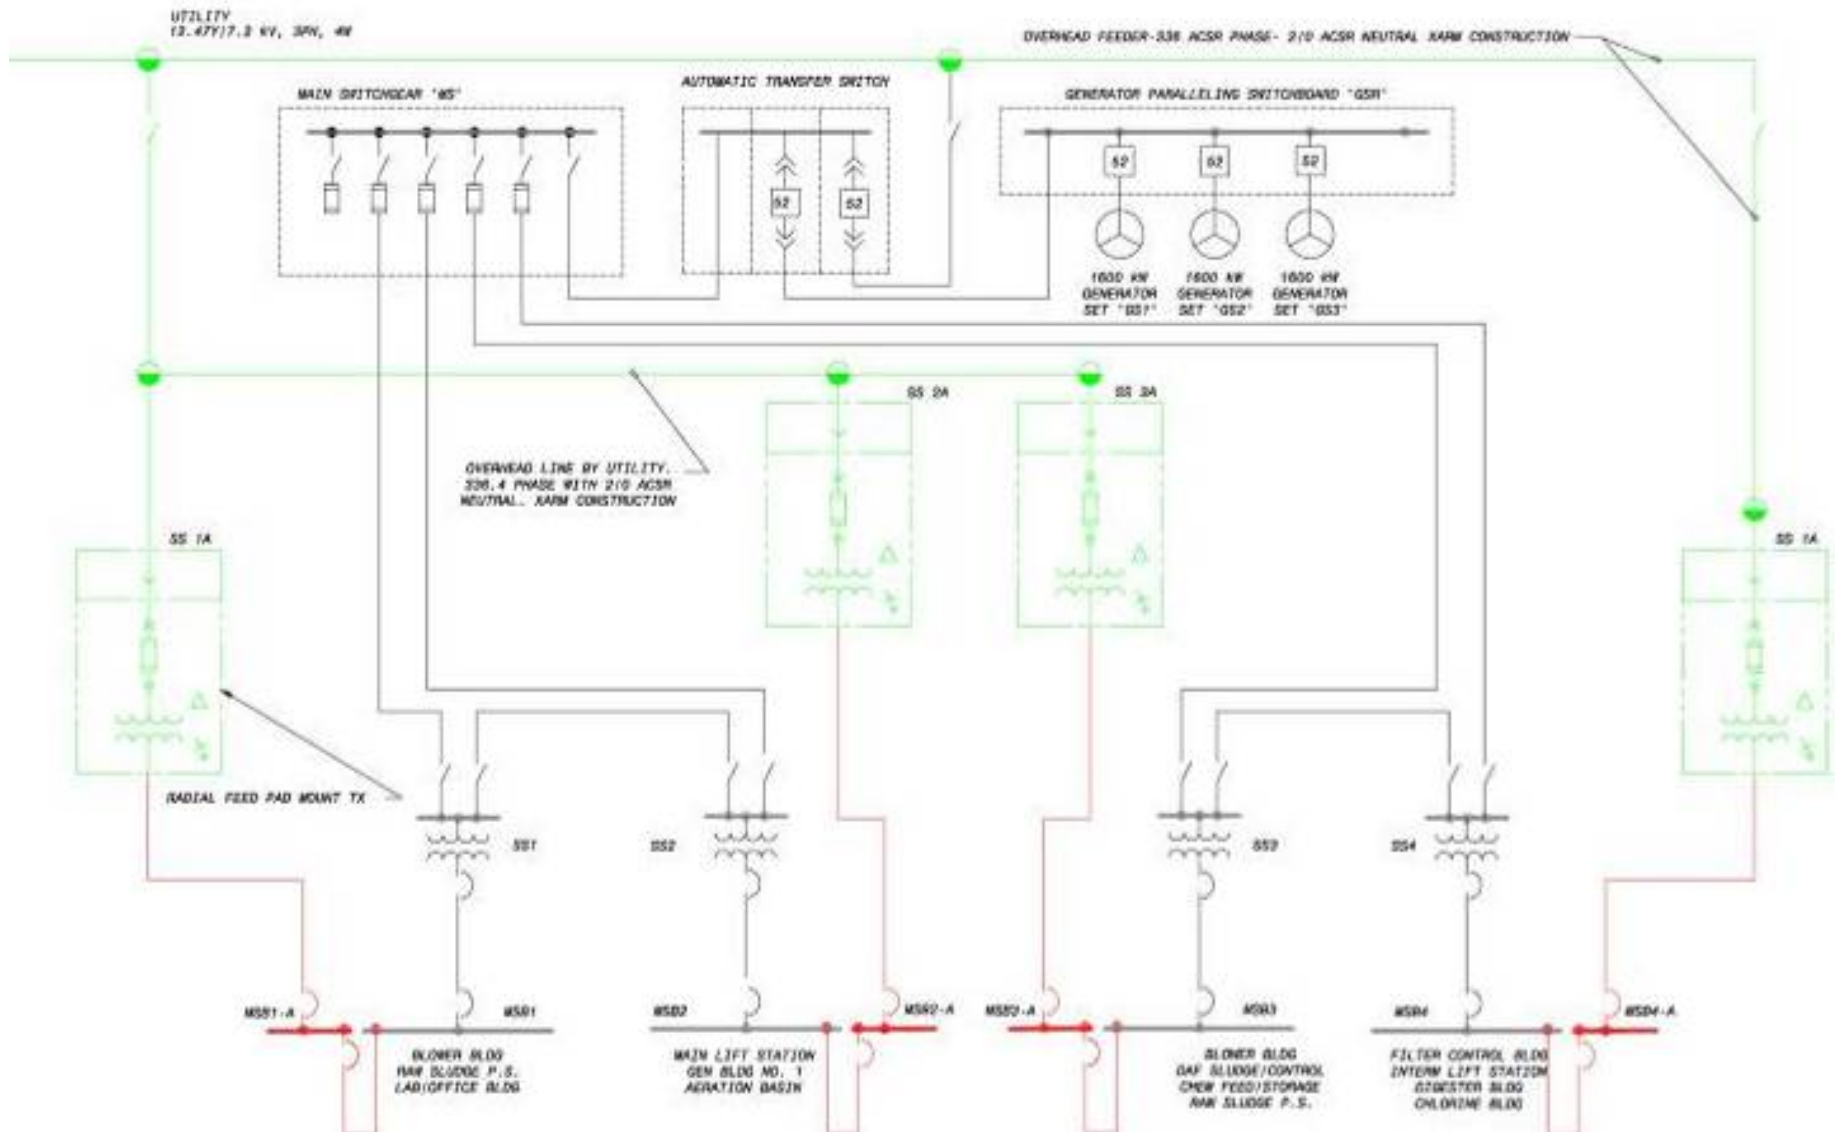 UTILITY
12.47Y/7.2 KV, 3PH, 4W
OVERHEAD FEEDER-336 ACSR PHASE- 2/0 ACSR NEUTRAL XARM CONSTRUCTION
MAIN SWITCHGEAR "MS"
AUTOMATIC TRANSFER SWITCH
GENERATOR PARALLELING SWITCHBOARD "GSR"
52
52
52
52
52
1600 KW
GENERATOR
SET "GS1"
1600 KW
GENERATOR
SET "GS2"
1600 KW
GENERATOR
SET "GS3"
SS 2A
SS 3A
OVERHEAD LINE BY UTILITY.
336.4 PHASE WITH 2/0 ACSR
NEUTRAL. XARM CONSTRUCTION
SS 1A
SS 1A
RADIAL FEED PAD MOUNT TX
SS1
SS2
SS3
SS4
MSB1-A
MSB1
MSB2
MSB2-A
MSB3-A
MSB3
MSB4
MSB4-A
BLOWER BLDG
RAW SLUDGE P.S.
LAB/OFFICE BLDG
MAIN LIFT STATION
GEN BLDG NO. 1
AERATION BASIN
BLOWER BLDG
DAF SLUDGE/CONTROL
CHEM FEED/STORAGE
RAW SLUDGE P.S.
FILTER CONTROL BLDG
INTERM LIFT STATION
DIGESTER BLDG
CHLORINE BLDG